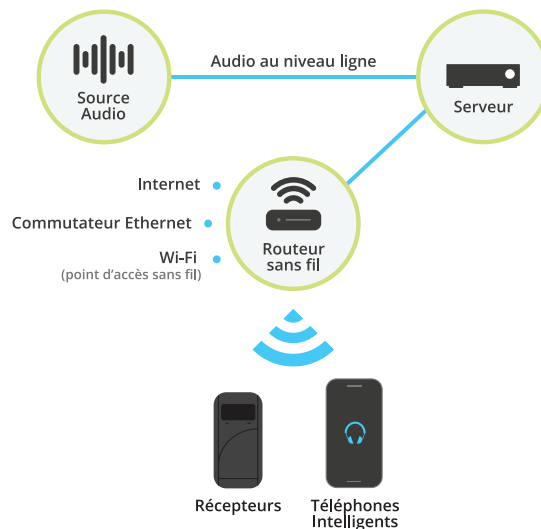 Audio au niveau ligne
Source
Audio
Serveur
Internet
Commutateur Ethernet
Wi-Fi
(point d'accès sans fil)
Routeur
sans fil
Récepteurs
Téléphones
Intelligents